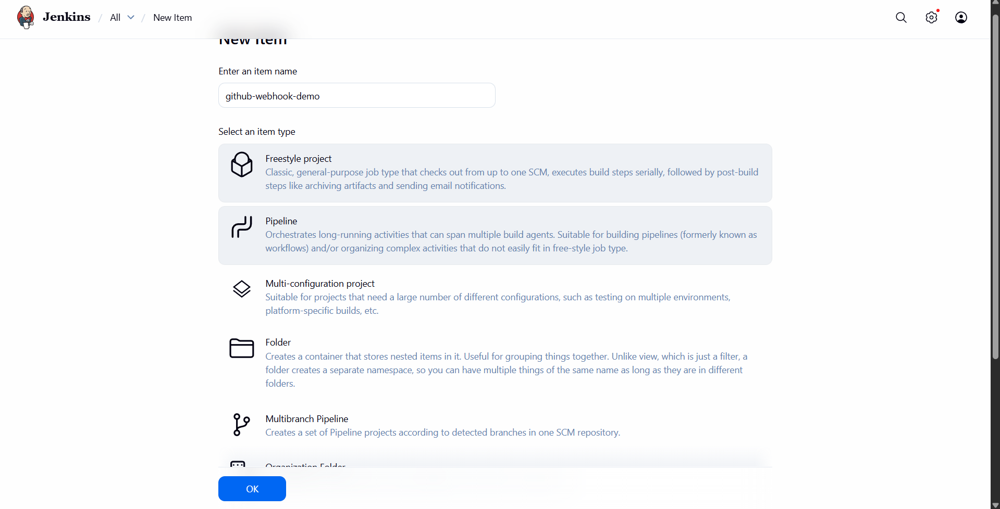 Jenkins / All / New Item
New Item
Enter an item name
github-webhook-demo
Select an item type
Freestyle project
Classic, general-purpose job type that checks out from up to one SCM, executes build steps serially, followed by post-build
steps like archiving artifacts and sending email notifications.
Pipeline
Orchestrates long-running activities that can span multiple build agents. Suitable for building pipelines (formerly known as
workflows) and/or organizing complex activities that do not easily fit in free-style job type.
Multi-configuration project
Suitable for projects that need a large number of different configurations, such as testing on multiple environments,
platform-specific builds, etc.
Folder
Creates a container that stores nested items in it. Useful for grouping things together. Unlike view, which is just a filter, a
folder creates a separate namespace, so you can have multiple things of the same name as long as they are in different
folders.
Multibranch Pipeline
Creates a set of Pipeline projects according to detected branches in one SCM repository.
Organization Folder
OK